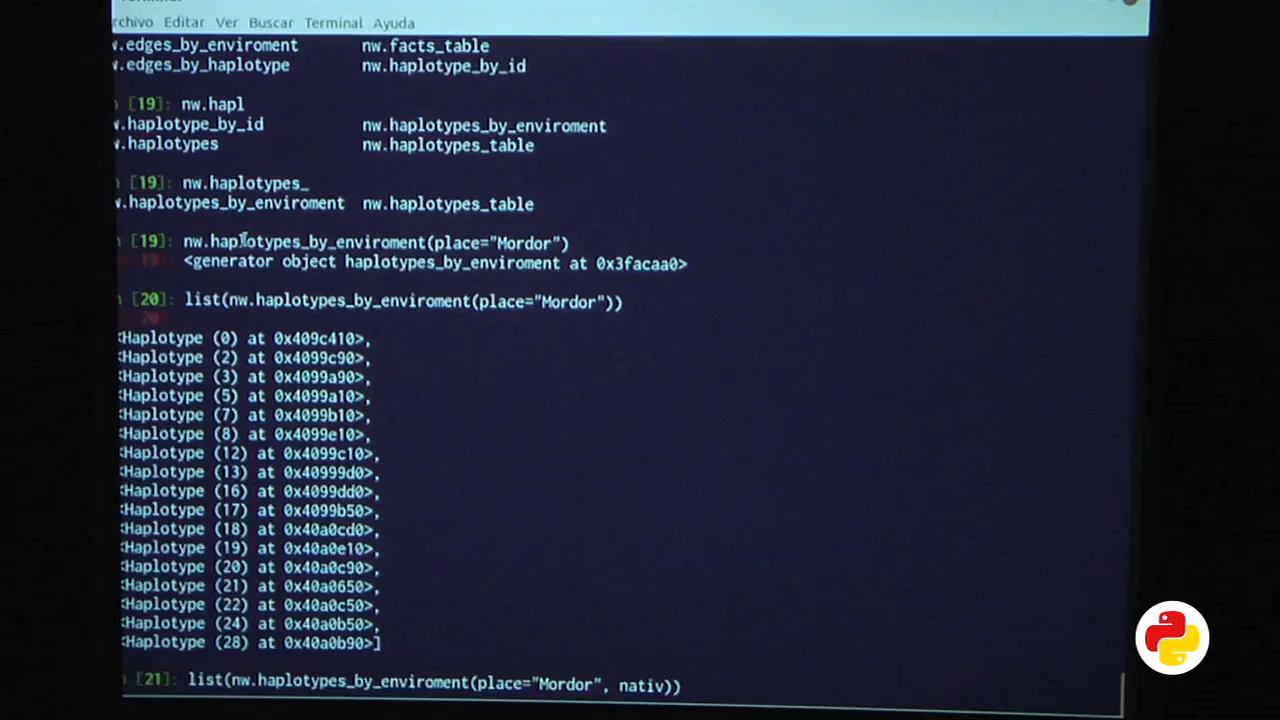 rchivo Editar Ver Buscar Terminal Ayuda
w.edges_by_enviroment nw.facts_table
w.edges_by_haplotype nw.haplotype_by_id
n [19]: nw.hapl
w.haplotype_by_id nw.haplotypes_by_enviroment
w.haplotypes nw.haplotypes_table
n [19]: nw.haplotypes_
w.haplotypes_by_enviroment nw.haplotypes_table
n [19]: nw.haplotypes_by_enviroment(place="Mordor")
19 <generator object haplotypes_by_enviroment at 0x3facaa0>
n [20]: list(nw.haplotypes_by_enviroment(place="Mordor"))
20
<Haplotype (0) at 0x409c410>,
<Haplotype (2) at 0x4099c90>,
<Haplotype (3) at 0x4099a90>,
<Haplotype (5) at 0x4099a10>,
<Haplotype (7) at 0x4099b10>,
<Haplotype (8) at 0x4099e10>,
<Haplotype (12) at 0x4099c10>,
<Haplotype (13) at 0x40999d0>,
<Haplotype (16) at 0x4099dd0>,
<Haplotype (17) at 0x4099b50>,
<Haplotype (18) at 0x40a0cd0>,
<Haplotype (19) at 0x40a0e10>,
<Haplotype (20) at 0x40a0c90>,
<Haplotype (21) at 0x40a0650>,
<Haplotype (22) at 0x40a0c50>,
<Haplotype (24) at 0x40a0b50>,
<Haplotype (28) at 0x40a0b90>]
n [21]: list(nw.haplotypes_by_enviroment(place="Mordor", nativ))